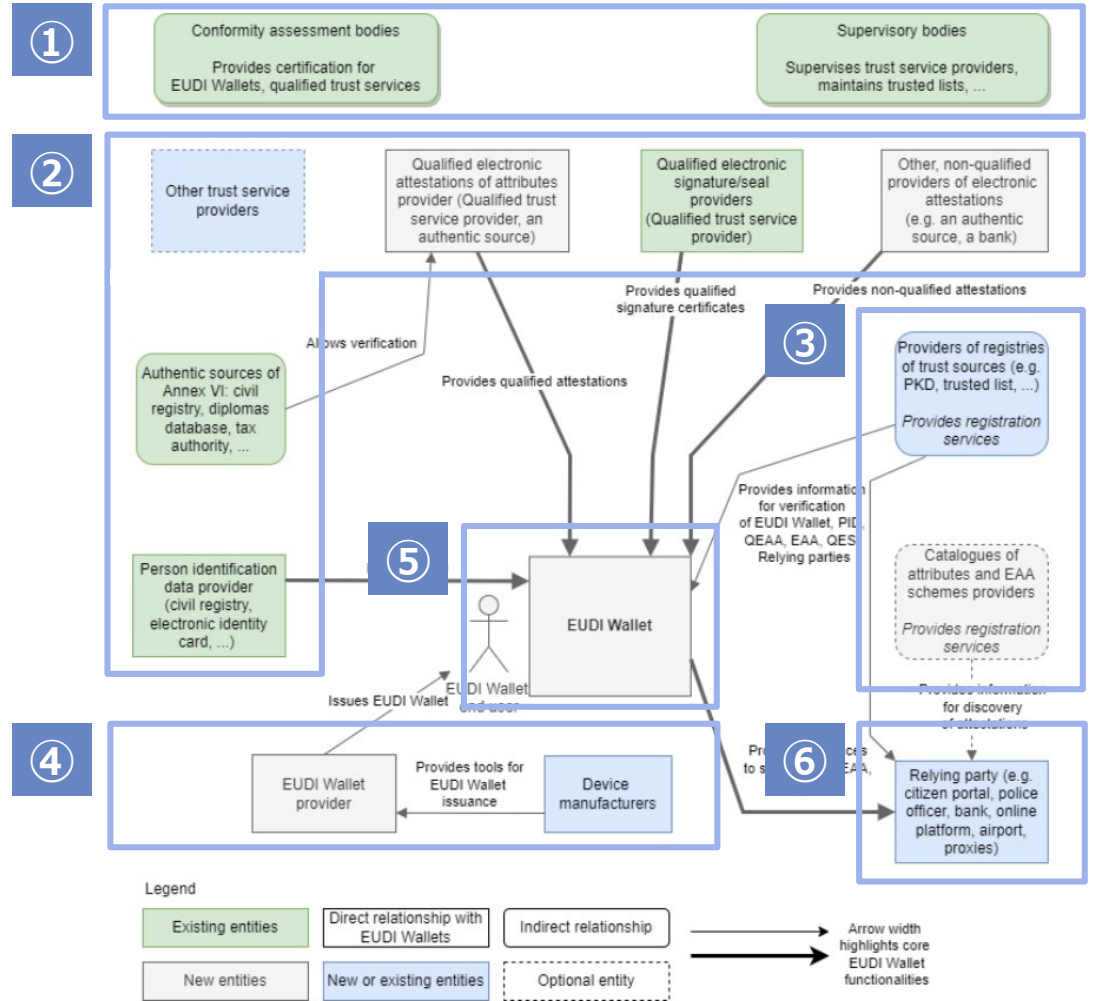 ①
Conformity assessment bodies
Provides certification for
EUDI Wallets, qualified trust services
Supervisory bodies
Supervises trust service providers,
maintains trusted lists, ...
②
Other trust service
providers
Qualified electronic
attestations of attributes
provider (Qualified trust
service provider, an
authentic source)
Qualified electronic
signature/seal
providers
(Qualified trust service
provider)
Other, non-qualified
providers of electronic
attestations
(e.g. an authentic
source, a bank)
Provides qualified
signature certificates
Provides non-qualified attestations
Allows verification
Provides qualified attestations
Authentic sources of
Annex VI: civil
registry, diplomas
database, tax
authority, ...
③
Providers of registries
of trust sources (e.g.
PKD, trusted list, ...)
Provides registration
services
Provides information
for verification
of EUDI Wallet, PID,
QEAA, EAA, QES,
Relying parties
Catalogues of
attributes and EAA
schemes providers
Provides registration
services
Person identification
data provider
(civil registry,
electronic identity
card, ...)
⑤
EUDI Wallet
EUDI Wallet
end user
Issues EUDI Wallet
Provides information
for discovery
of attestations
④
EUDI Wallet
provider
Provides tools for
EUDI Wallet
issuance
Device
manufacturers
⑥
Relying party (e.g.
citizen portal, police
officer, bank, online
platform, airport,
proxies)
Legend
Existing entities
Direct relationship with
EUDI Wallets
Indirect relationship
New entities
New or existing entities
Optional entity
Arrow width
highlights core
EUDI Wallet
functionalities